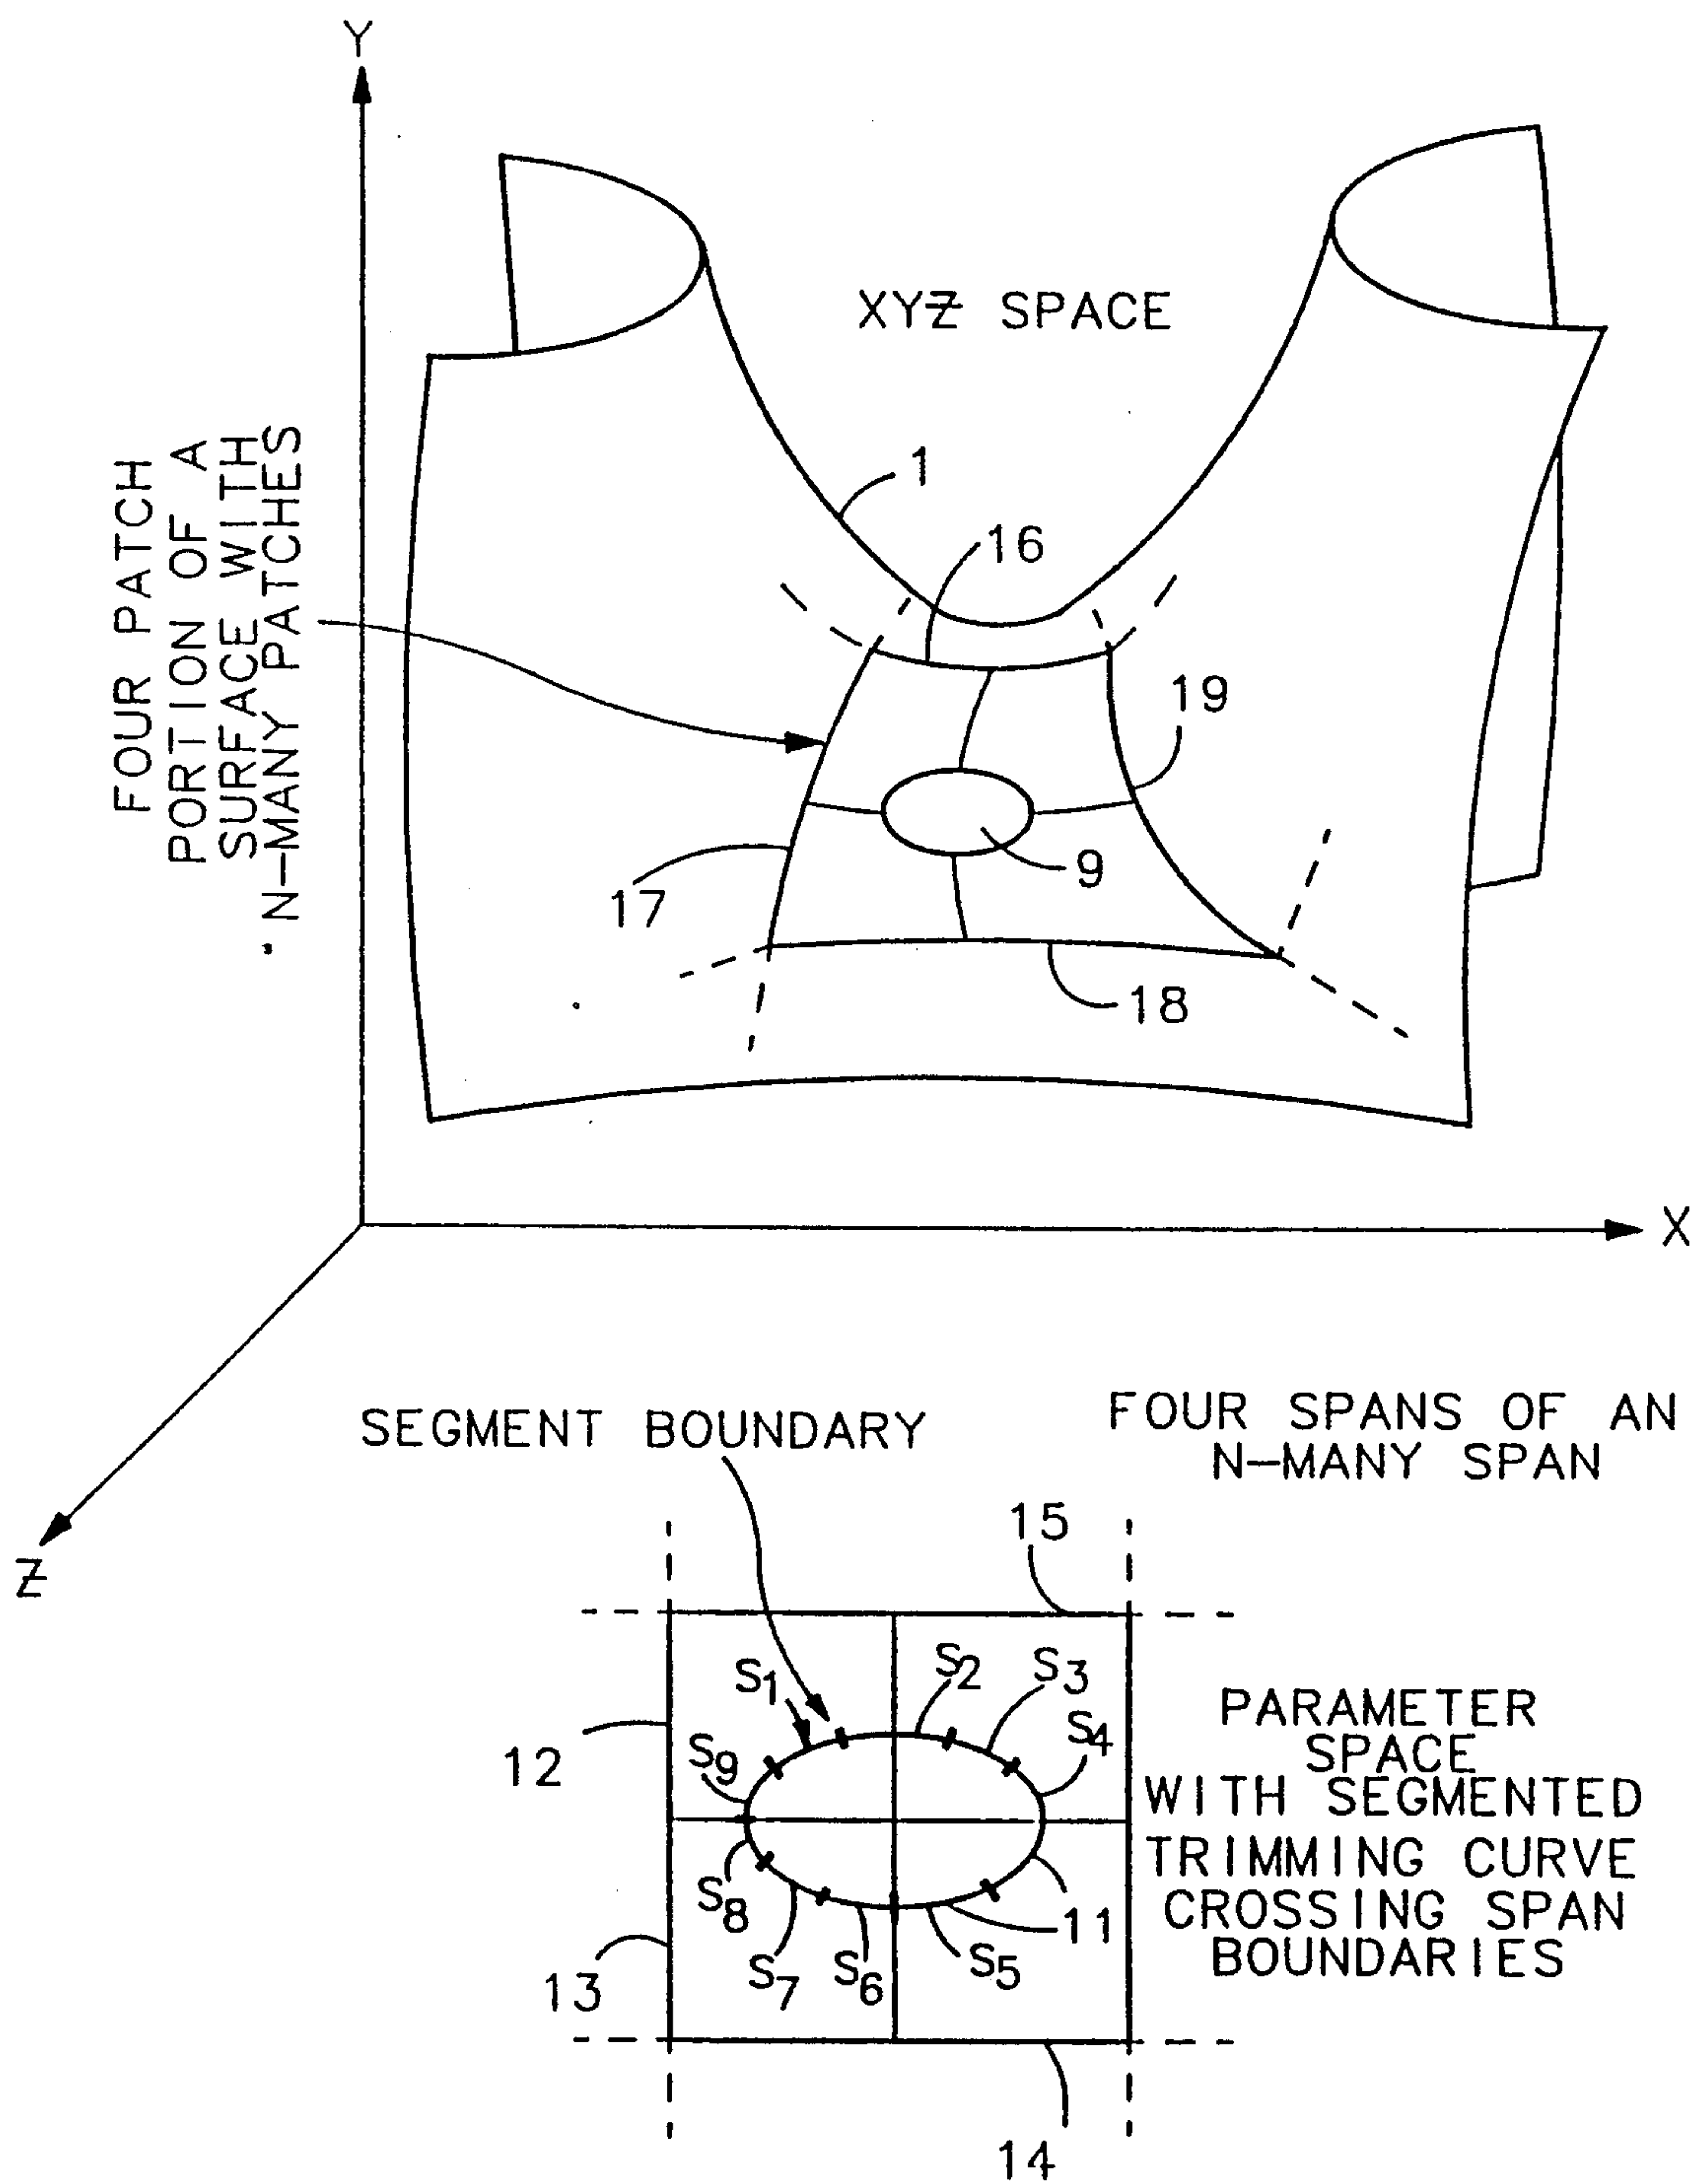 Y
XYZ SPACE
FOUR PATCH
PORTION OF A
SURFACE WITH
N-MANY PATCHES
1
16
19
9
17
18
X
Z
SEGMENT BOUNDARY
FOUR SPANS OF AN
N-MANY SPAN
15
S1
S2
S3
S4
S9
12
PARAMETER
SPACE
WITH SEGMENTED
TRIMMING CURVE
CROSSING SPAN
BOUNDARIES
S8
11
S7
S6
S5
13
14